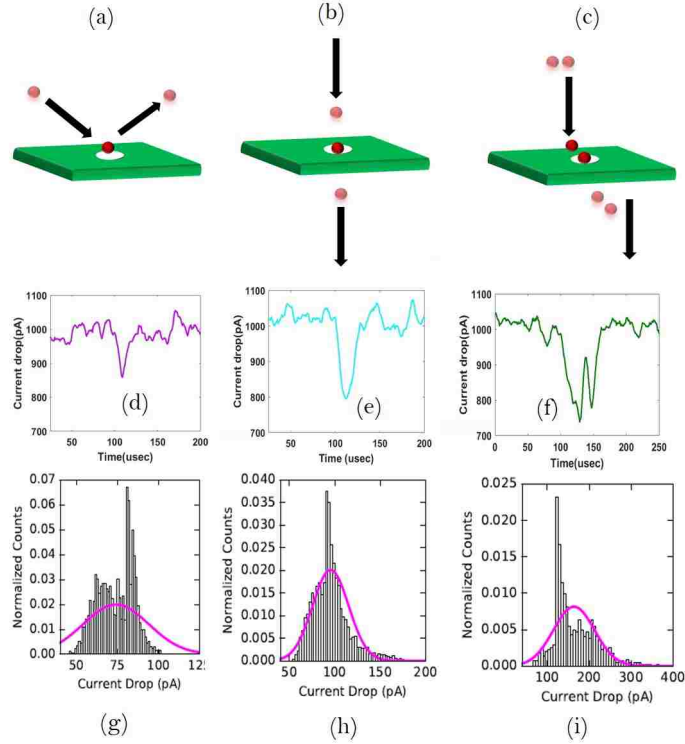 (a) (b) (c)
1100 1000 900 800 700
Current drop(pA)
(d)
50 100 150 200
Time(usec)
1100 1000 900 800 700
Current drop(pA)
(e)
50 100 150 200
Time (usec)
1100 1000 900 800 700
Current drop(pA)
(f)
0 50 100 150 200 250
Time(usec)
0.07 0.06 0.05 0.04 0.03 0.02 0.01 0.00
Normalized Counts
50 75 100 125
Current Drop (pA)
0.040 0.035 0.030 0.025 0.020 0.015 0.010 0.005 0.000
Normalized Counts
50 100 150 200
Current Drop (pA)
0.025 0.020 0.015 0.010 0.005 0.000
Normalized Counts
100 200 300 400
Current Drop (pA)
(g) (h) (i)